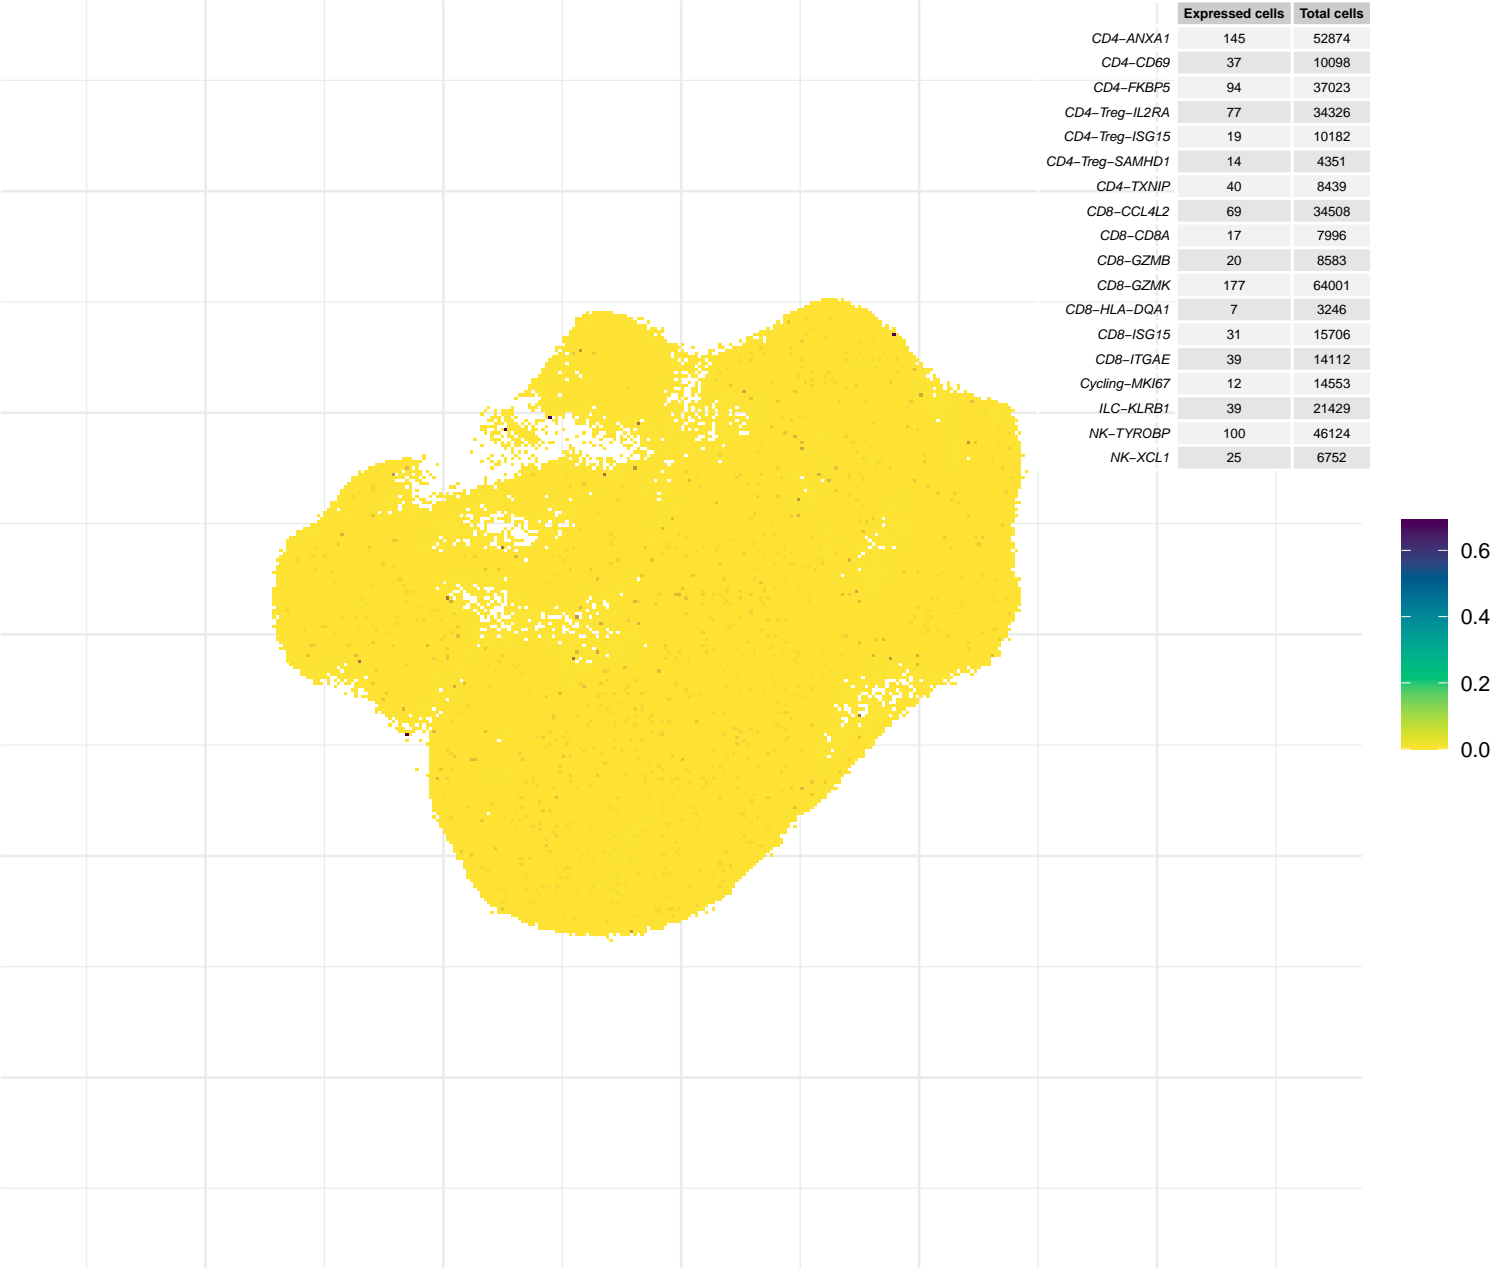 Expressed cells Total cells
CD4−ANXA1 145 52874
CD4−CD69 37 10098
CD4−FKBP5 94 37023
CD4−Treg−IL2RA 77 34326
CD4−Treg−ISG15 19 10182
CD4−Treg−SAMHD1 14 4351
CD4−TXNIP 40 8439
CD8−CCL4L2 69 34508
CD8−CD8A 17 7996
CD8−GZMB 20 8583
CD8−GZMK 177 64001
CD8−HLA−DQA1 7 3246
CD8−ISG15 31 15706
CD8−ITGAE 39 14112
Cycling−MKI67 12 14553
ILC−KLRB1 39 21429
NK−TYROBP 100 46124
NK−XCL1 25 6752
0.6
0.4
0.2
0.0